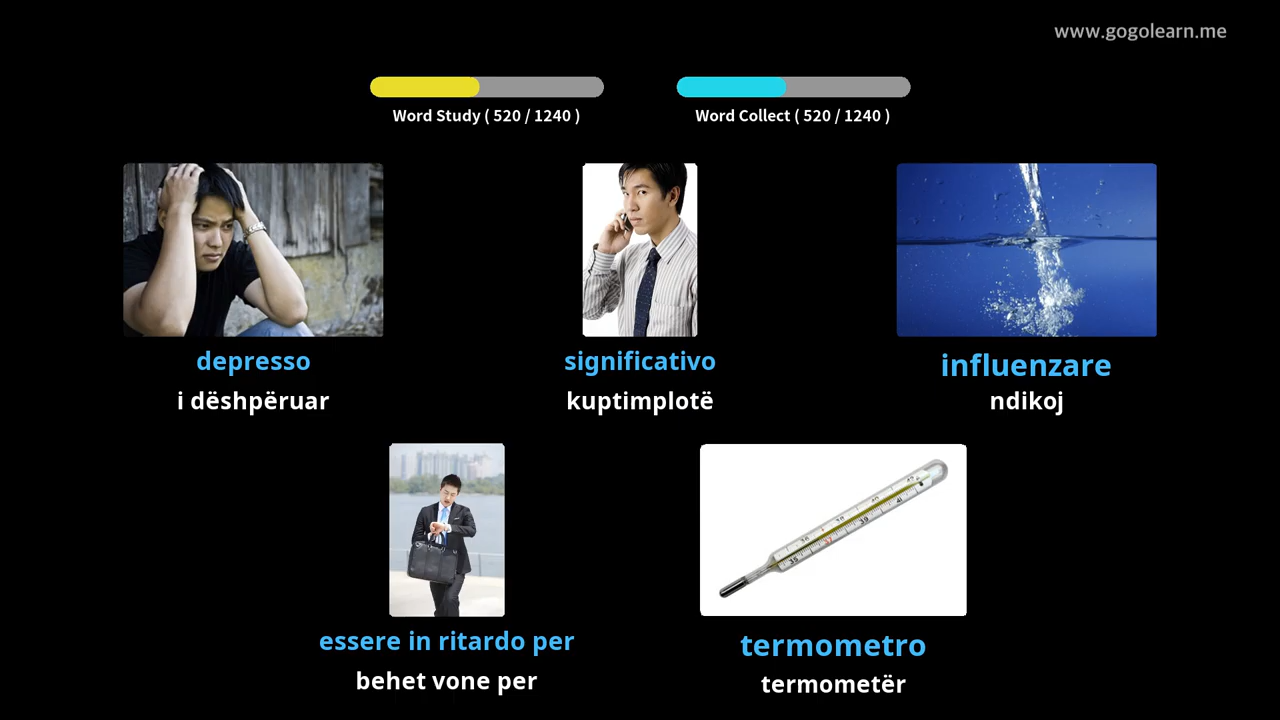 www.gogolearn.me
Word Study ( 520 / 1240 )
Word Collect ( 520 / 1240 )
depresso
significativo
influenzare
i dëshpëruar
kuptimplotë
ndikoj
essere in ritardo per
termometro
behet vone per
termometër